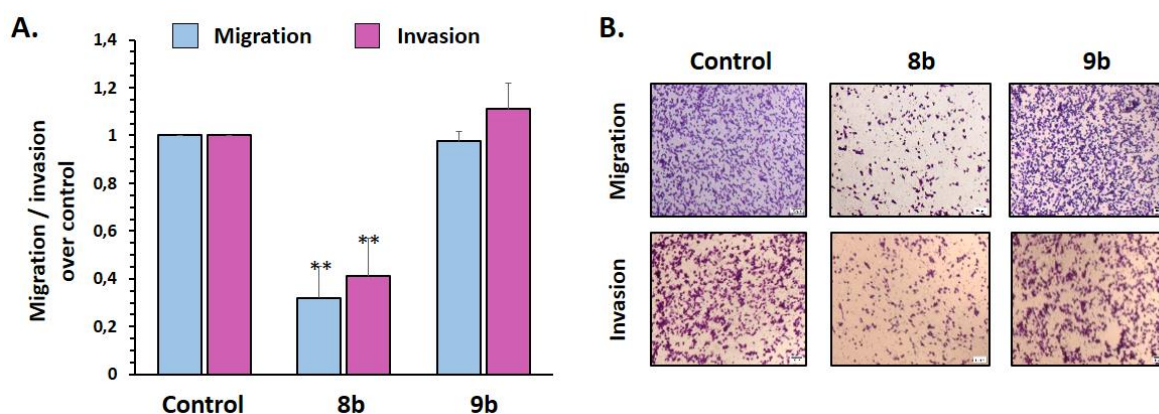 A.
Migration
Invasion
Migration / invasion
over control
1,4
1,2
1
0,8
0,6
0,4
0,2
0
**
**
Control
8b
9b
B.
Control
8b
9b
Migration
Invasion